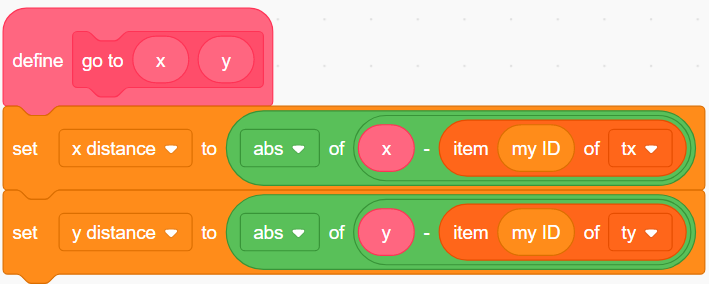 define go to x y
set x distance to abs of x - item my ID of tx
set y distance to abs of y - item my ID of ty